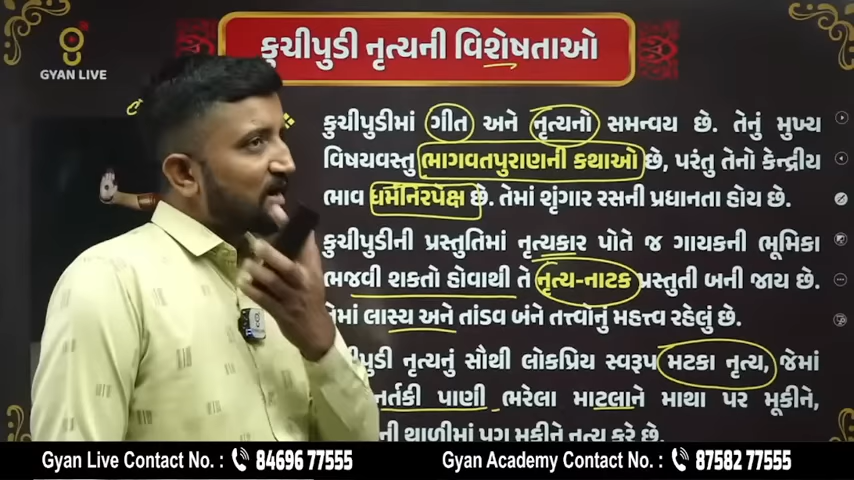 GYAN LIVE
કુચીપુડી નૃત્યની વિશેષતાઓ
કુચીપુડીમાં ગીત અને નૃત્યનો સમન્વય છે. તેનું મુખ્ય
વિષયવસ્તુ ભાગવતપુરાણની કથાઓ છે, પરંતુ તેનો કેન્દ્રીય
ભાવ ધર્મનિરપેક્ષ છે. તેમાં શૃંગાર રસની પ્રધાનતા હોય છે.
કુચીપુડીની પ્રસ્તુતિમાં નૃત્યકાર પોતે જ ગાયકની ભૂમિકા
ભજવી શકતો હોવાથી તે નૃત્ય-નાટક પ્રસ્તુતી બની જાય છે.
લાસ્ય અને તાંડવ બંને તત્ત્વોનું મહત્ત્વ રહેલું છે.
નૃત્યનું સૌથી લોકપ્રિય સ્વરૂપ મટકા નૃત્ય, જેમાં
નર્તકી પાણી ભરેલા માટલાને માથા પર મૂકીને,
થાળીમાં પગ મૂકીને નૃત્ય કરે છે.
Gyan Live Contact No. : 84696 77555 Gyan Academy Contact No. : 87582 77555